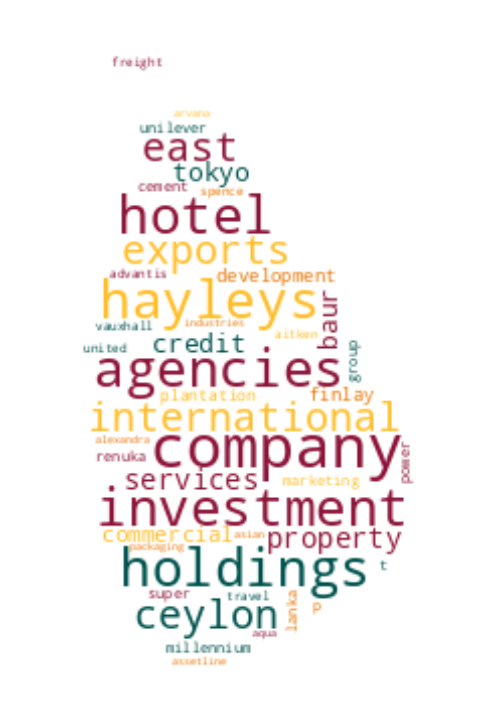 freight
arvana
unilever
east
tokyo
cement
spence
hotel
exports
advantis
development
hayleys
baur
vauxhall
industries
aitken
united
credit
group
agencies
plantation
finlay
international
alexandra
company
renuka
power
services
marketing
investment
commercial
asian
property
packaging
holdings
t
super
travel
lanka
p
ceylon
aqua
millennium
assetline